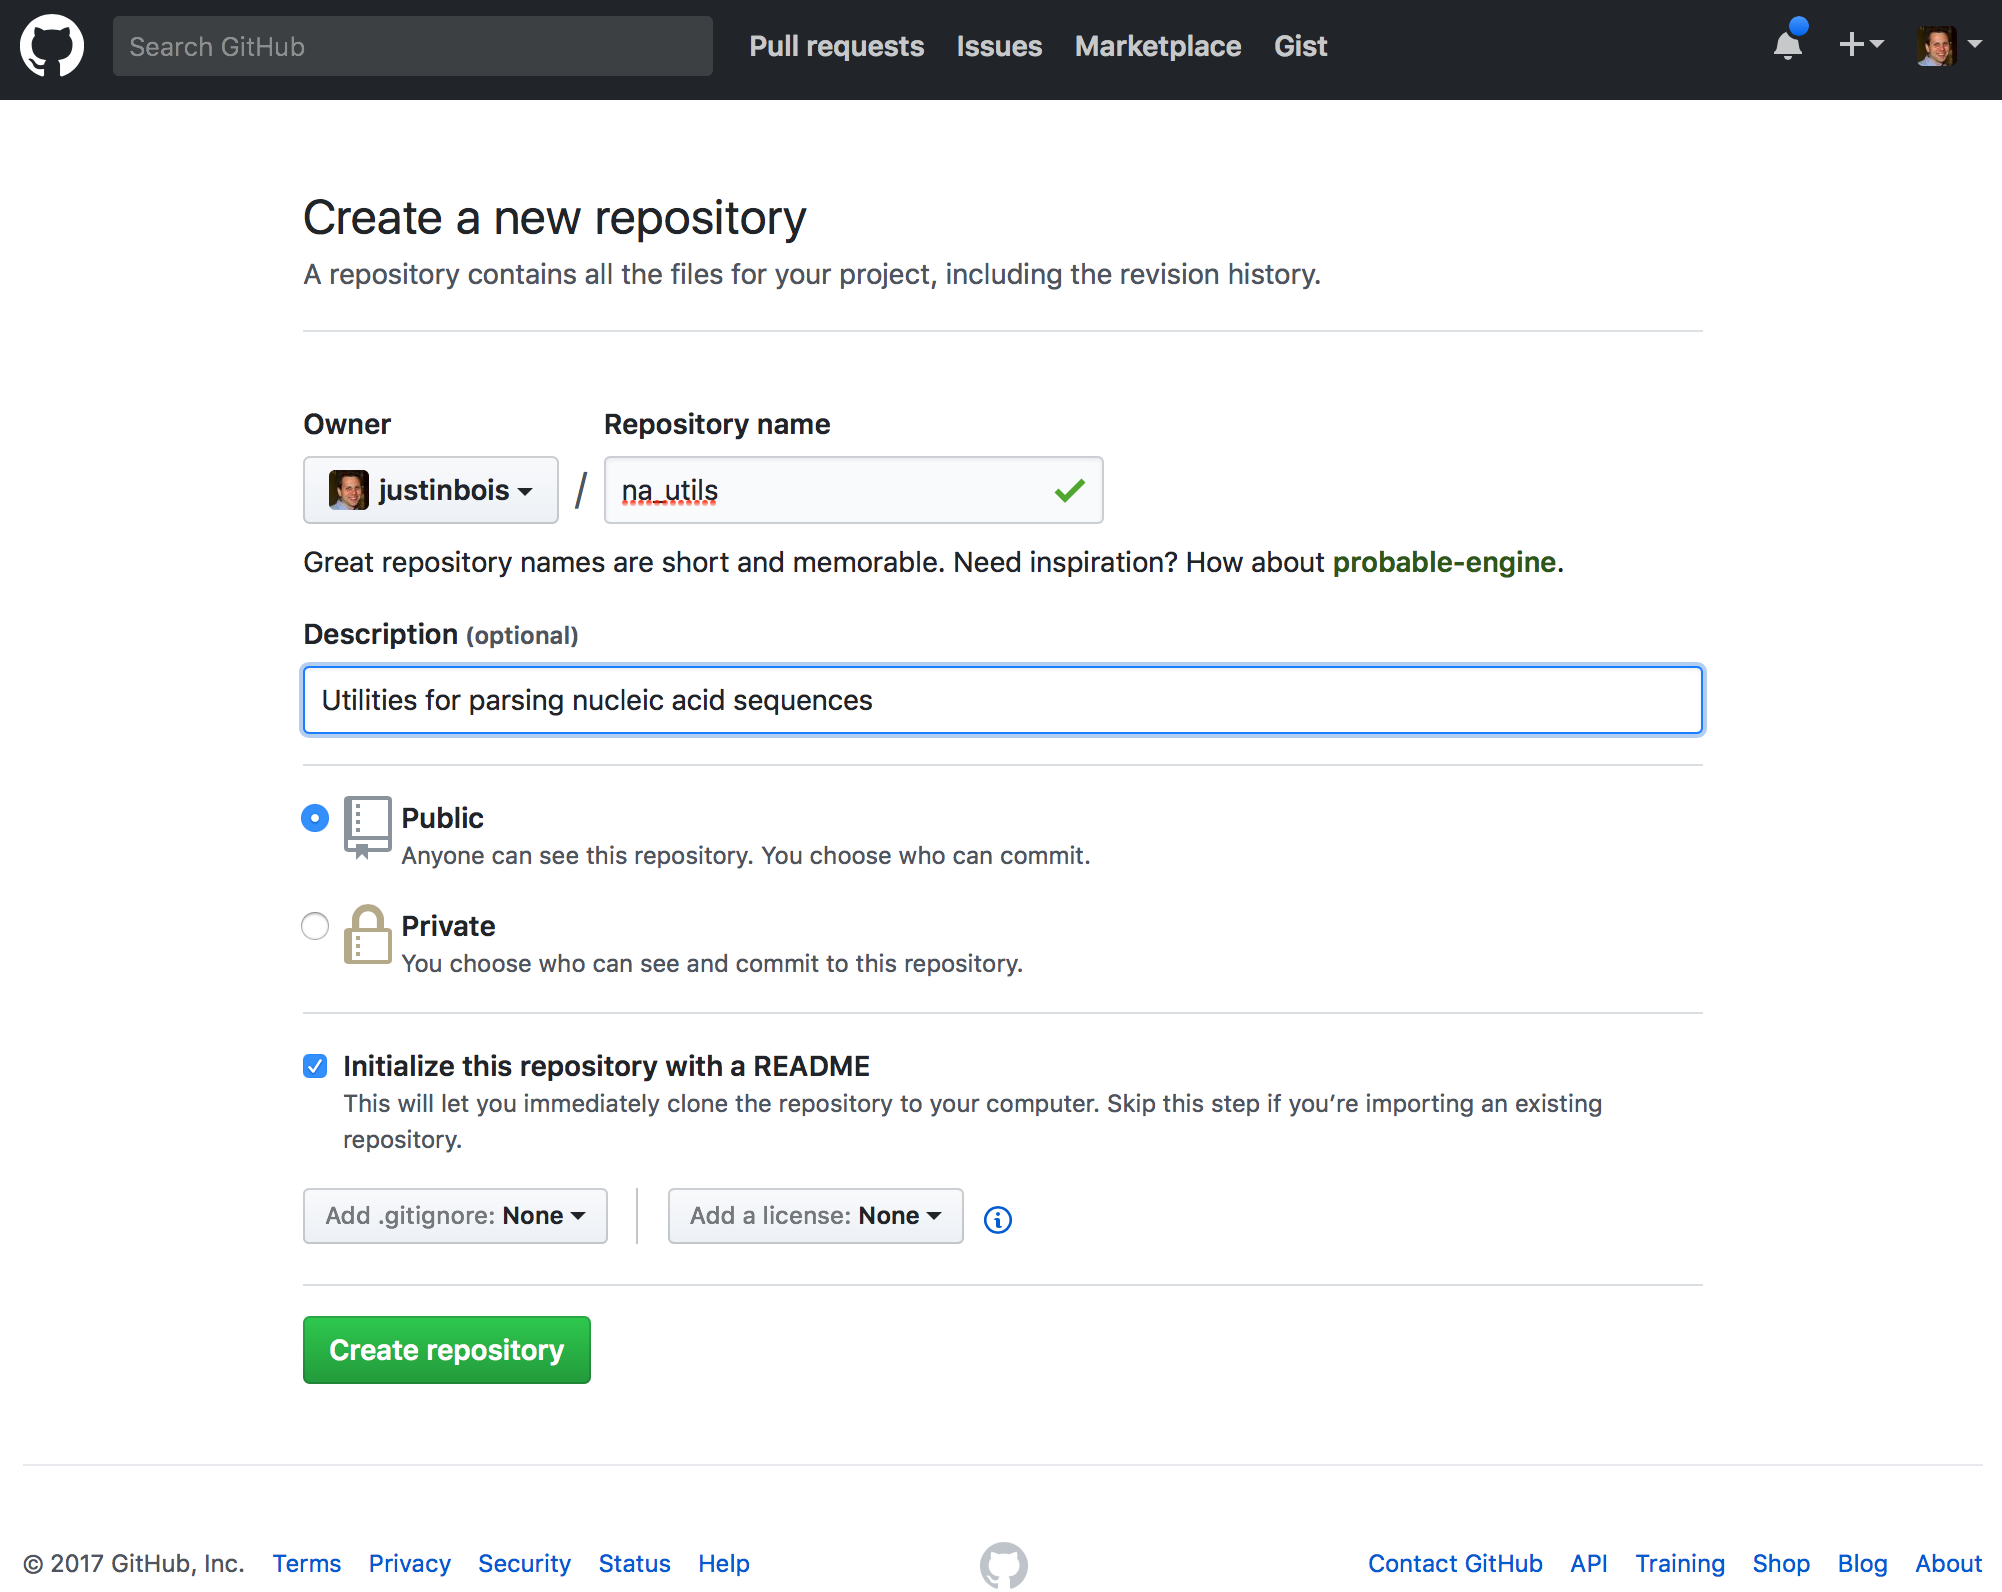 Search GitHub Pull requests Issues Marketplace Gist
Create a new repository
A repository contains all the files for your project, including the revision history.
Owner Repository name
justinbois / na_utils
Great repository names are short and memorable. Need inspiration? How about probable-engine.
Description (optional)
Utilities for parsing nucleic acid sequences
Public
Anyone can see this repository. You choose who can commit.
Private
You choose who can see and commit to this repository.
Initialize this repository with a README
This will let you immediately clone the repository to your computer. Skip this step if you’re importing an existing
repository.
Add .gitignore: None Add a license: None
Create repository
© 2017 GitHub, Inc. Terms Privacy Security Status Help Contact GitHub API Training Shop Blog About